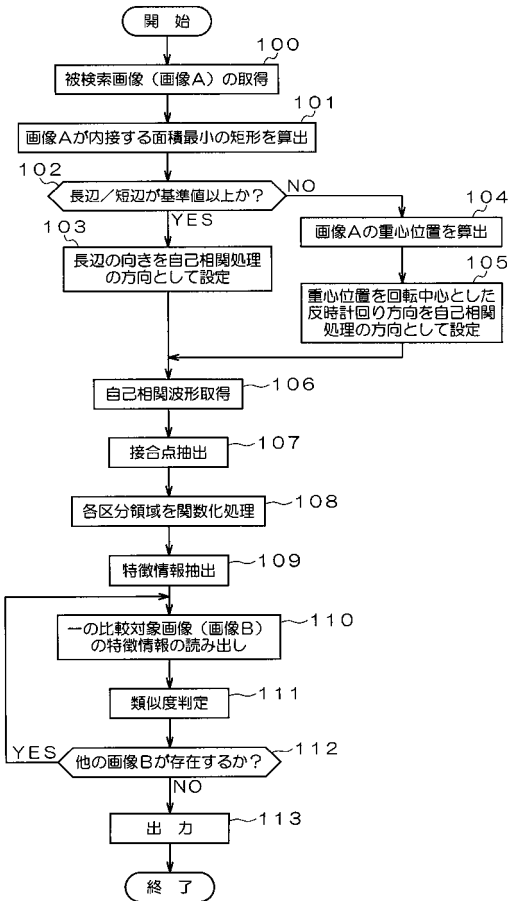 開 始
100
被検索画像（画像A）の取得
101
画像Aが内接する面積最小の矩形を算出
102
長辺／短辺が基準値以上か？
NO
YES
103
長辺の向きを自己相関処理
の方向として設定
104
画像Aの重心位置を算出
105
重心位置を回転中心とした
反時計回り方向を自己相関
処理の方向として設定
106
自己相関波形取得
107
接合点抽出
108
各区分領域を関数化処理
109
特徴情報抽出
110
一の比較対象画像（画像B）
の特徴情報の読み出し
111
類似度判定
112
YES
他の画像Bが存在するか？
NO
113
出 力
終 了